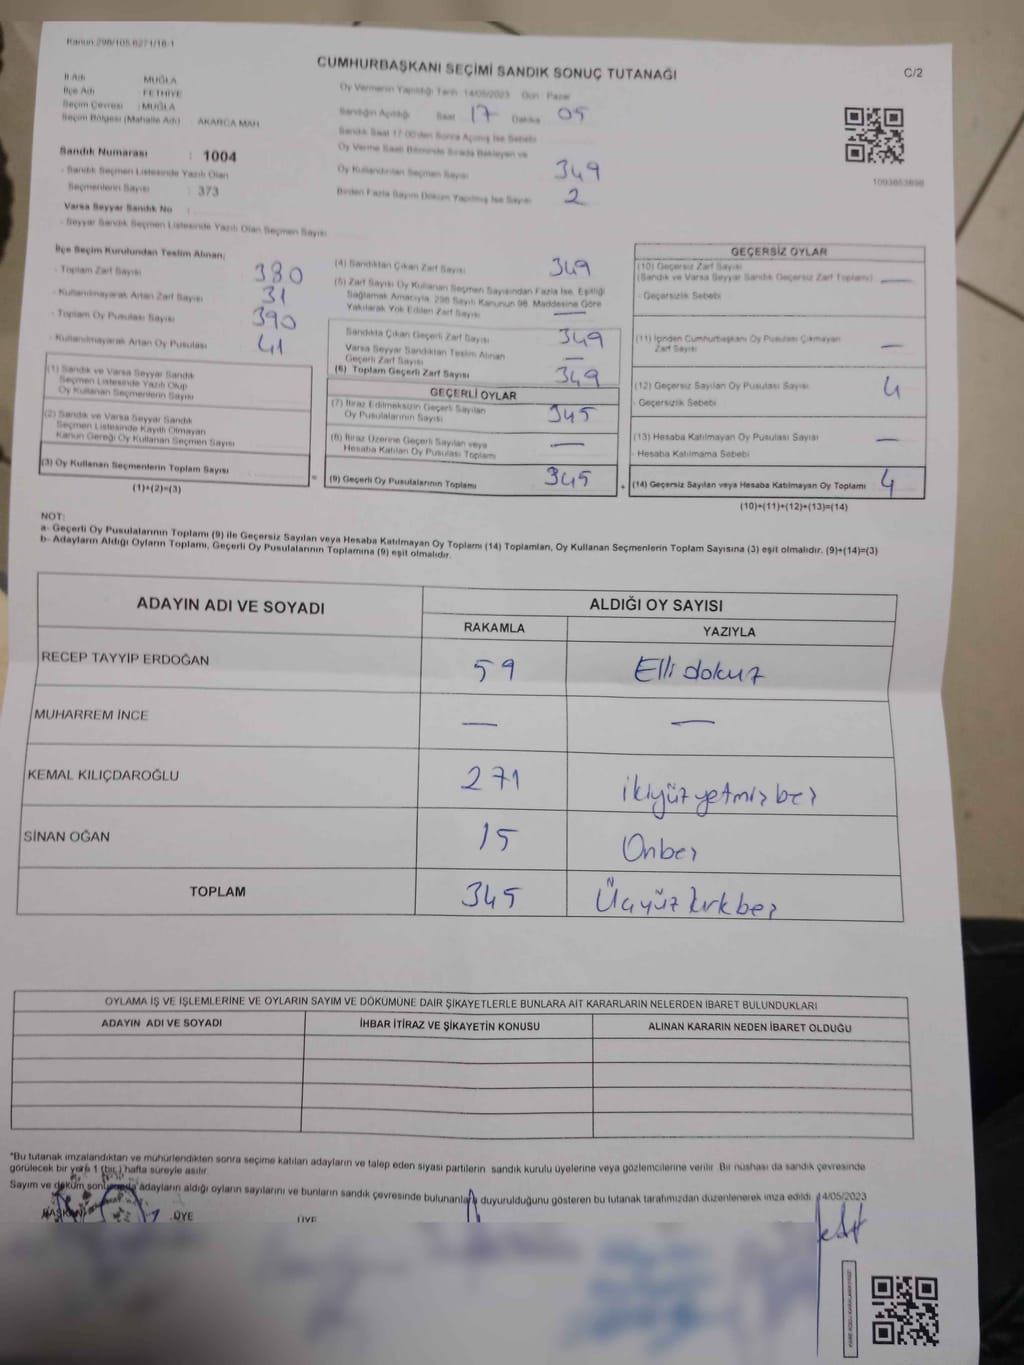 Kanun:298/105,6271/16-1
CUMHURBAŞKANI SEÇİMİ SANDIK SONUÇ TUTANAĞI
C/2
İl Adı : MUĞLA
İlçe Adı : FETHİYE
Seçim Çevresi : MUĞLA
Seçim Bölgesi (Mahalle Adı) : AKARCA MAH.
Sandık Numarası : 1004
- Sandık Seçmen Listesinde Yazılı Olan
Seçmenlerin Sayısı : 373
Varsa Seyyar Sandık No :
- Seyyar Sandık Seçmen Listesinde Yazılı Olan Seçmen Sayısı
Oy Vermenin Yapıldığı Tarih :14/05/2023 Gün : Pazar
Sandığın Açıldığı Saat 17 Dakika 05
Sandık Saat 17:00'den Sonra Açılmış İse Sebebi
Oy Verme Saati Bitiminde Sırada Bekleyen ve
Oy Kullandırılan Seçmen Sayısı 349
Birden Fazla Sayım Döküm Yapılmış İse Sayısı 2
1093853898
İlçe Seçim Kurulundan Teslim Alınan;
- Toplam Zarf Sayısı 380
- Kullanılmayarak Artan Zarf Sayısı 31
- Toplam Oy Pusulası Sayısı 390
- Kullanılmayarak Artan Oy Pusulası 41
(1) Sandık ve Varsa Seyyar Sandık
Seçmen Listesinde Yazılı Olup
Oy Kullanan Seçmenlerin Sayısı
(2) Sandık ve Varsa Seyyar Sandık
Seçmen Listesinde Kayıtlı Olmayan
Kanun Gereği Oy Kullanan Seçmen Sayısı
(3) Oy Kullanan Seçmenlerin Toplam Sayısı
(1)+(2)=(3)
(4) Sandıktan Çıkan Zarf Sayısı 349
(5) Zarf Sayısı Oy Kullanan Seçmen Sayısından Fazla İse, Eşitliği
Sağlamak Amacıyla, 298 Sayılı Kanunun 98. Maddesine Göre
Yakılarak Yok Edilen Zarf Sayısı —
Sandıkta Çıkan Geçerli Zarf Sayısı 349
Varsa Seyyar Sandıktan Teslim Alınan
Geçerli Zarf Sayısı —
(6) Toplam Geçerli Zarf Sayısı 349
GEÇERLİ OYLAR
(7) İtiraz Edilmeksizin Geçerli Sayılan
Oy Pusulalarının Sayısı 345
(8) İtiraz Üzerine Geçerli Sayılan veya
Hesaba Katılan Oy Pusulası Toplamı —
= (9) Geçerli Oy Pusulalarının Toplamı 345
GEÇERSİZ OYLAR
(10) Geçersiz Zarf Sayısı
(Sandık ve Varsa Seyyar Sandık Geçersiz Zarf Toplamı) —
- Geçersizlik Sebebi
(11) İçinden Cumhurbaşkanı Oy Pusulası Çıkmayan
Zarf Sayısı —
(12) Geçersiz Sayılan Oy Pusulası Sayısı 4
- Geçersizlik Sebebi
(13) Hesaba Katılmayan Oy Pusulası Sayısı —
- Hesaba Katılmama Sebebi
+ (14) Geçersiz Sayılan veya Hesaba Katılmayan Oy Toplamı 4
(10)+(11)+(12)+(13)=(14)
NOT:
a- Geçerli Oy Pusulalarının Toplamı (9) ile Geçersiz Sayılan veya Hesaba Katılmayan Oy Toplamı (14) Toplamları, Oy Kullanan Seçmenlerin Toplam Sayısına (3) eşit olmalıdır. (9)+(14)=(3)
b- Adayların Aldığı Oyların Toplamı, Geçerli Oy Pusulalarının Toplamına (9) eşit olmalıdır.
ADAYIN ADI VE SOYADI ALDIĞI OY SAYISI
RAKAMLA YAZIYLA
RECEP TAYYİP ERDOĞAN 59 Elli dokuz
MUHARREM İNCE — —
KEMAL KILIÇDAROĞLU 271 ikiyüz yetmiş beş
SİNAN OĞAN 15 Onbeş
TOPLAM 345 Üçyüz kırkbeş
OYLAMA İŞ VE İŞLEMLERİNE VE OYLARIN SAYIM VE DÖKÜMÜNE DAİR ŞİKAYETLERLE BUNLARA AİT KARARLARIN NELERDEN İBARET BULUNDUKLARI
ADAYIN ADI VE SOYADI İHBAR İTİRAZ VE ŞİKAYETİN KONUSU ALINAN KARARIN NEDEN İBARET OLDUĞU
*Bu tutanak imzalandıktan ve mühürlendikten sonra seçime katılan adayların ve talep eden siyasi partilerin sandık kurulu üyelerine veya gözlemcilerine verilir. Bir nüshası da sandık çevresinde
görülecek bir yere 1 (bir) hafta süreyle asılır.
Sayım ve döküm sonucunda adayların aldığı oyların sayılarını ve bunların sandık çevresinde bulunanlara duyurulduğunu gösteren bu tutanak tarafımızdan düzenlenerek imza edildi. 14/05/2023
BAŞKAN ÜYE ÜYE